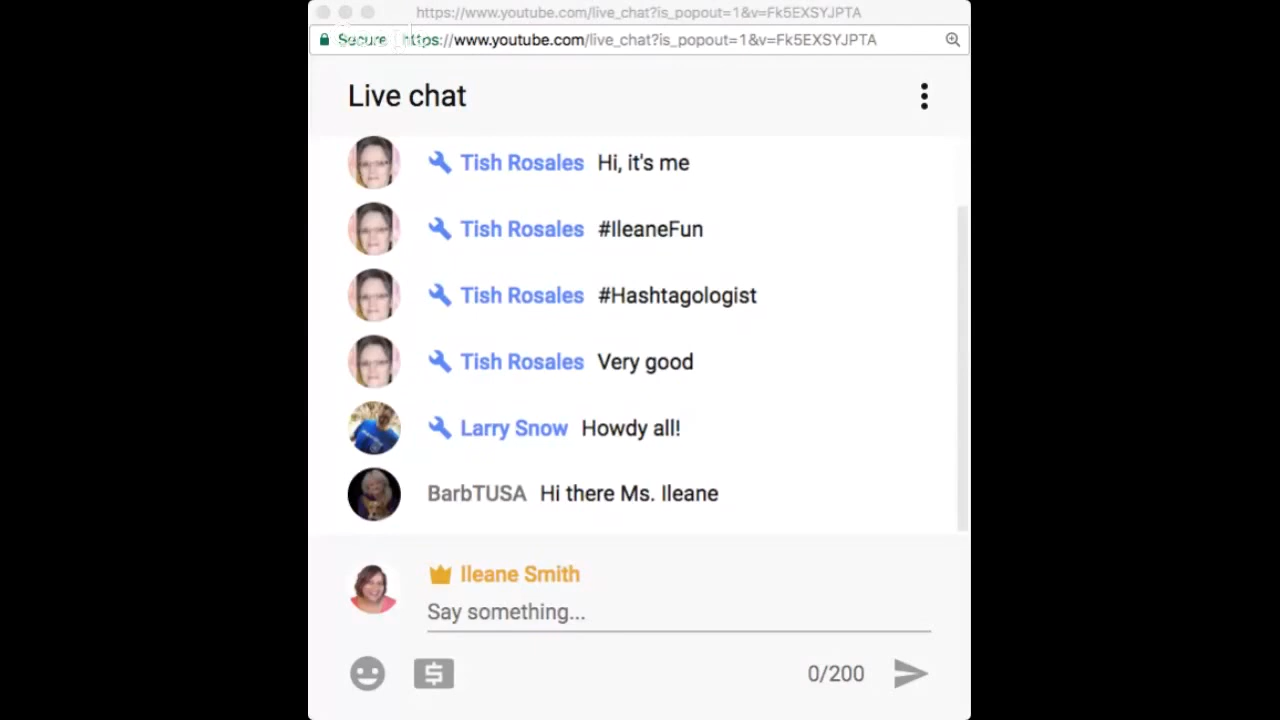 https://www.youtube.com/live_chat?is_popout=1&v=Fk5EXSYJPTA
Secure https://www.youtube.com/live_chat?is_popout=1&v=Fk5EXSYJPTA
Live chat
Tish Rosales Hi, it's me
Tish Rosales #IleaneFun
Tish Rosales #Hashtagologist
Tish Rosales Very good
Larry Snow Howdy all!
BarbTUSA Hi there Ms. Ileane
Ileane Smith
Say something...
0/200